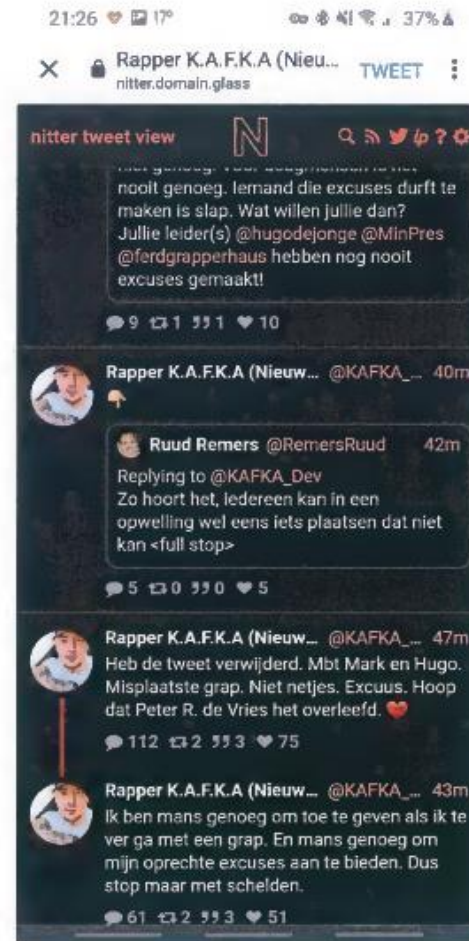 21:26 17°
37%
Rapper K.A.F.K.A (Nieu... TWEET
nitter.domain.glass
nitter tweet view N
nooit genoeg. Iemand die excuses durft te
maken is slap. Wat willen jullie dan?
Jullie leider(s) @hugodejonge @MinPres
@ferdgrapperhaus hebben nog nooit
excuses gemaakt!
9 1 1 10
Rapper K.A.F.K.A (Nieuw... @KAFKA_... 40m
Ruud Remers @RemersRuud 42m
Replying to @KAFKA_Dev
Zo hoort het, Iedereen kan in een
opwelling wel eens iets plaatsen dat niet
kan <full stop>
5 0 0 5
Rapper K.A.F.K.A (Nieuw... @KAFKA_... 47m
Heb de tweet verwijderd. Mbt Mark en Hugo.
Misplaatste grap. Niet netjes. Excuus. Hoop
dat Peter R. de Vries het overleefd.
112 2 3 75
Rapper K.A.F.K.A (Nieuw... @KAFKA_... 43m
Ik ben mans genoeg om toe te geven als ik te
ver ga met een grap. En mans genoeg om
mijn oprechte excuses aan te bieden. Dus
stop maar met schelden.
61 2 3 51